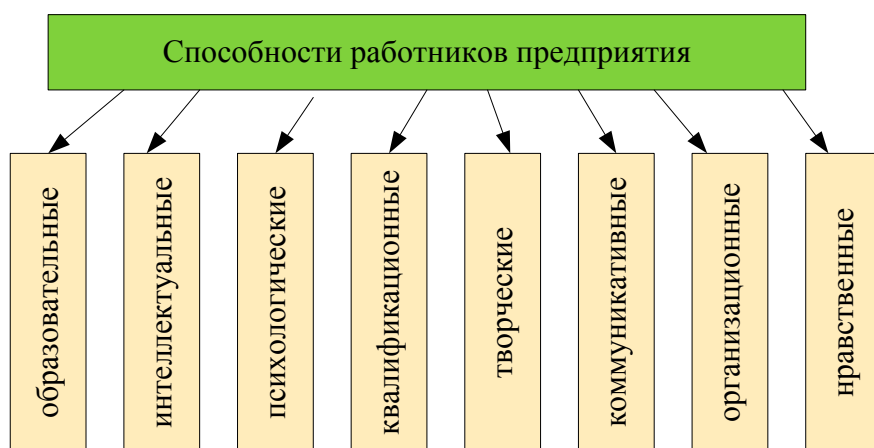 Способности работников предприятия
образовательные
интеллектуальные
психологические
квалификационные
творческие
коммуникативные
организационные
нравственные